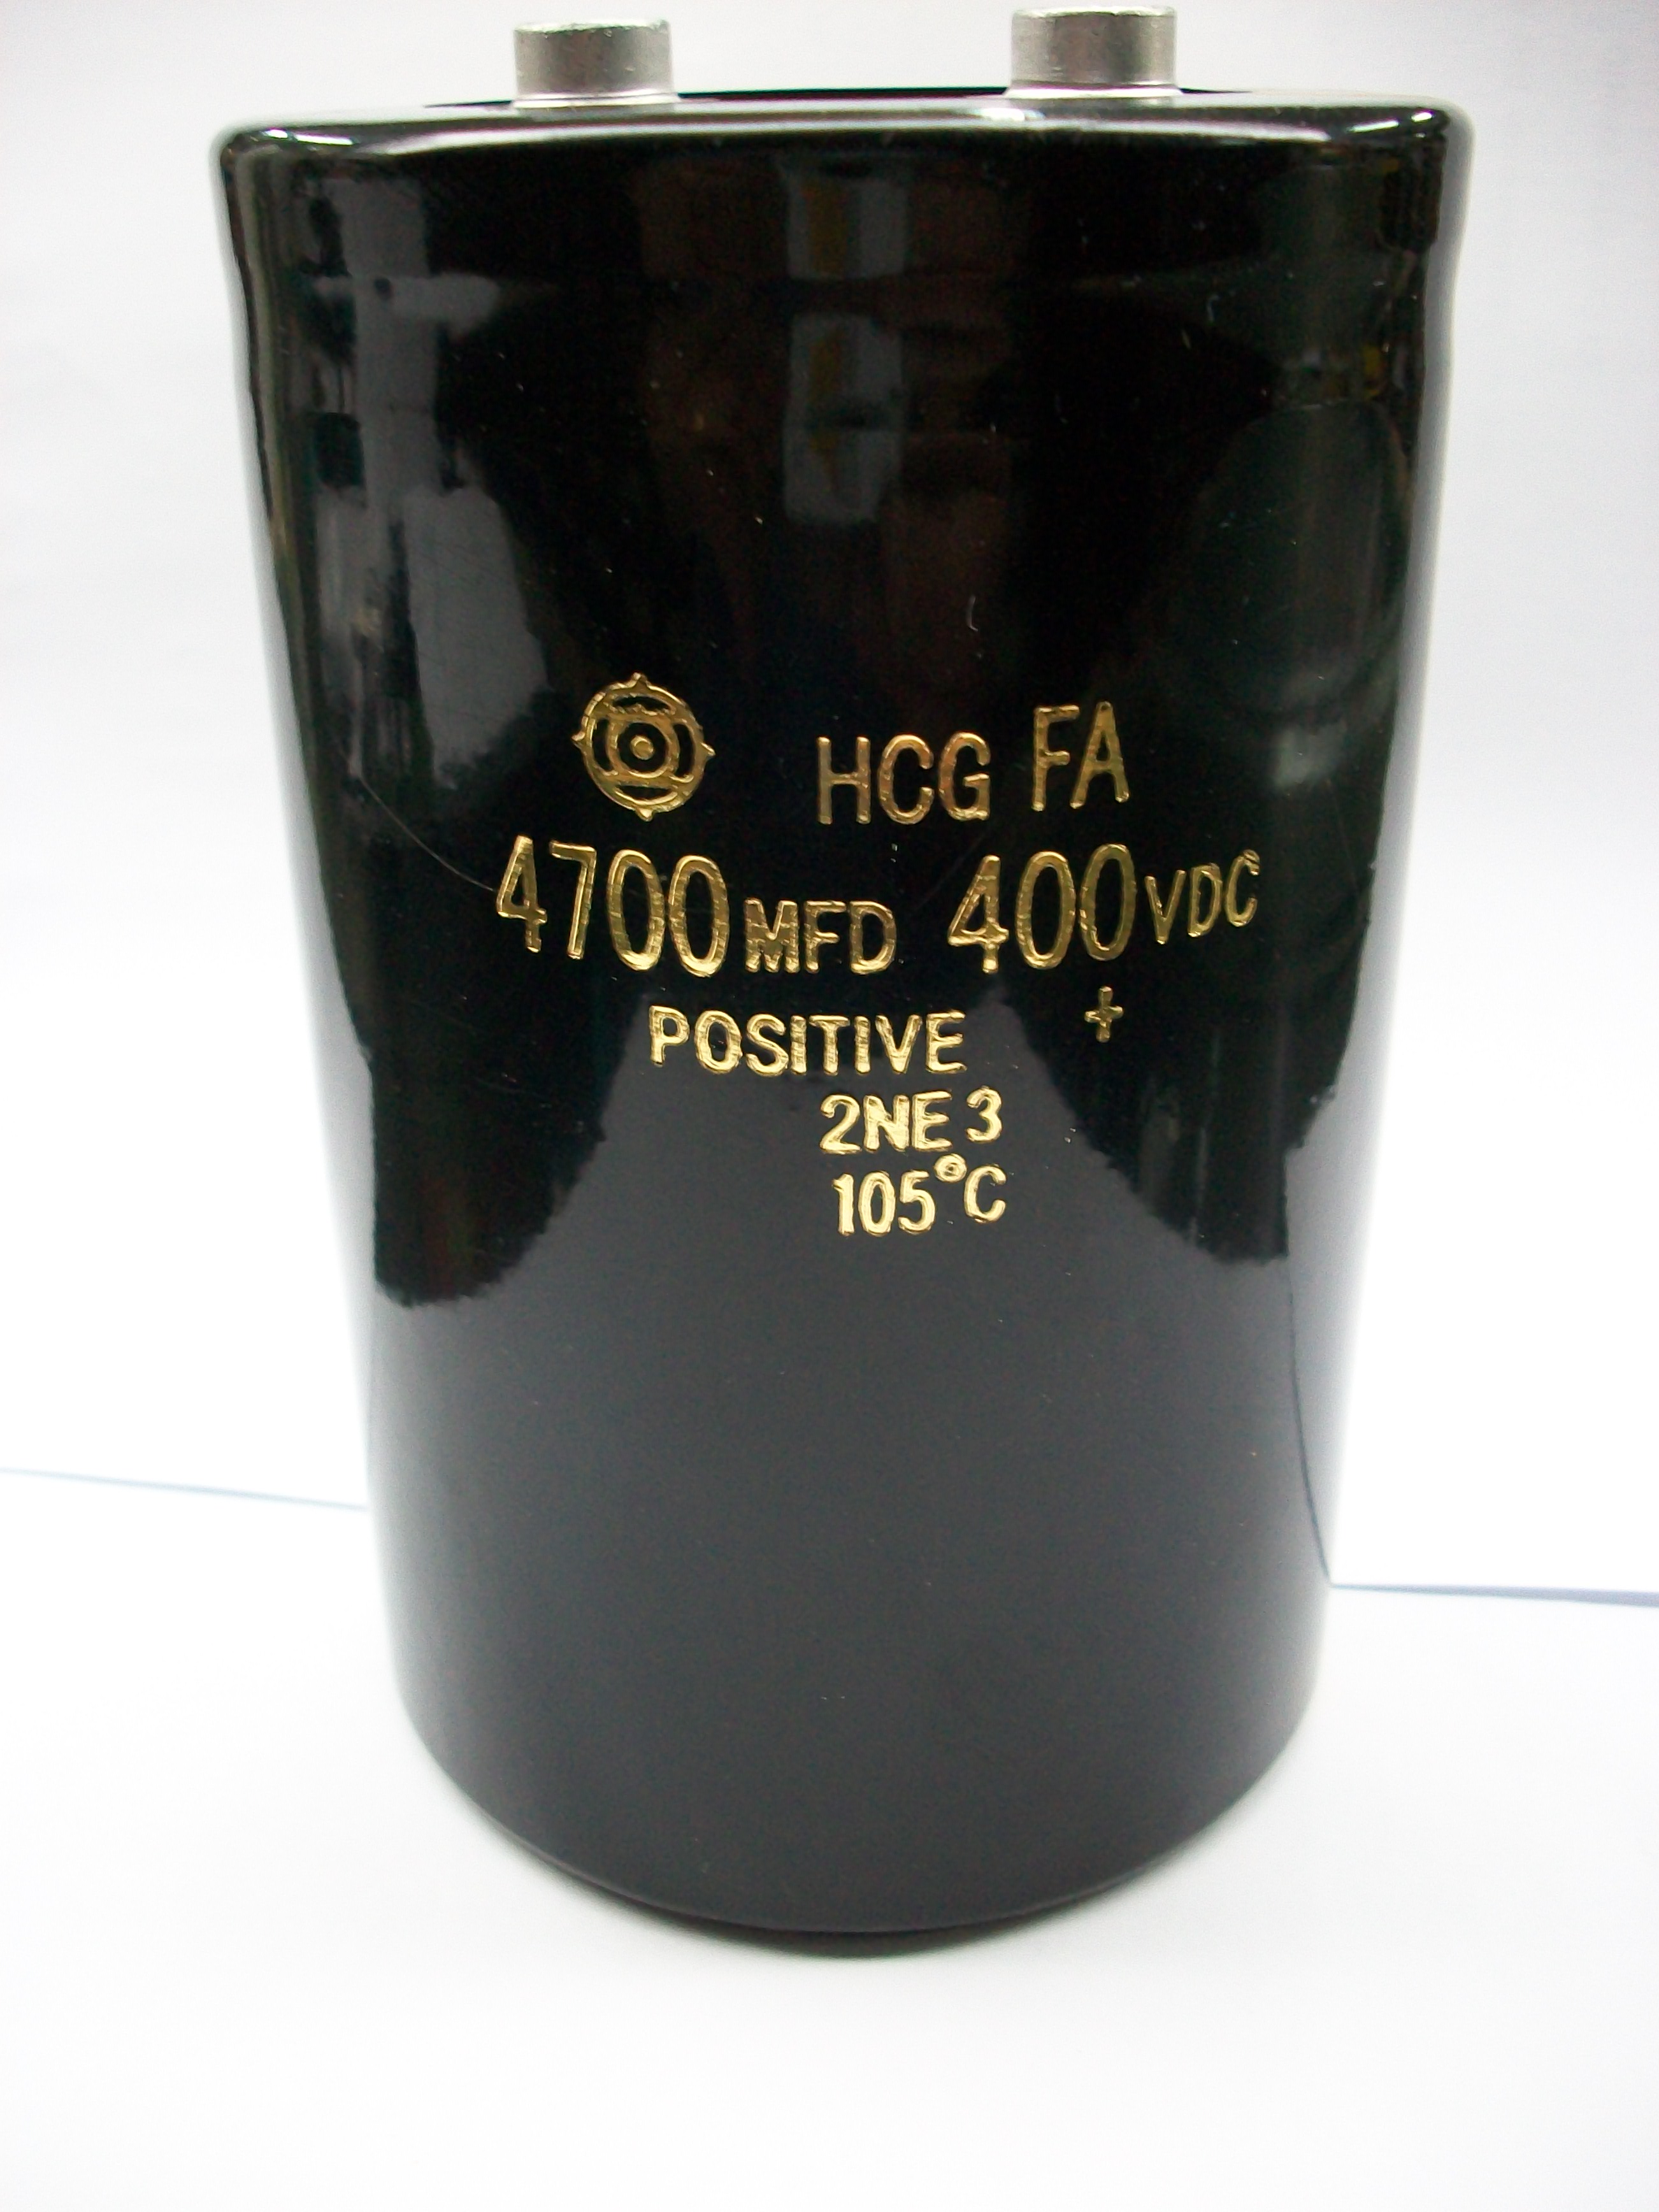 HCG FA
4700MFD 400VDC
POSITIVE +
2NE3
105°C